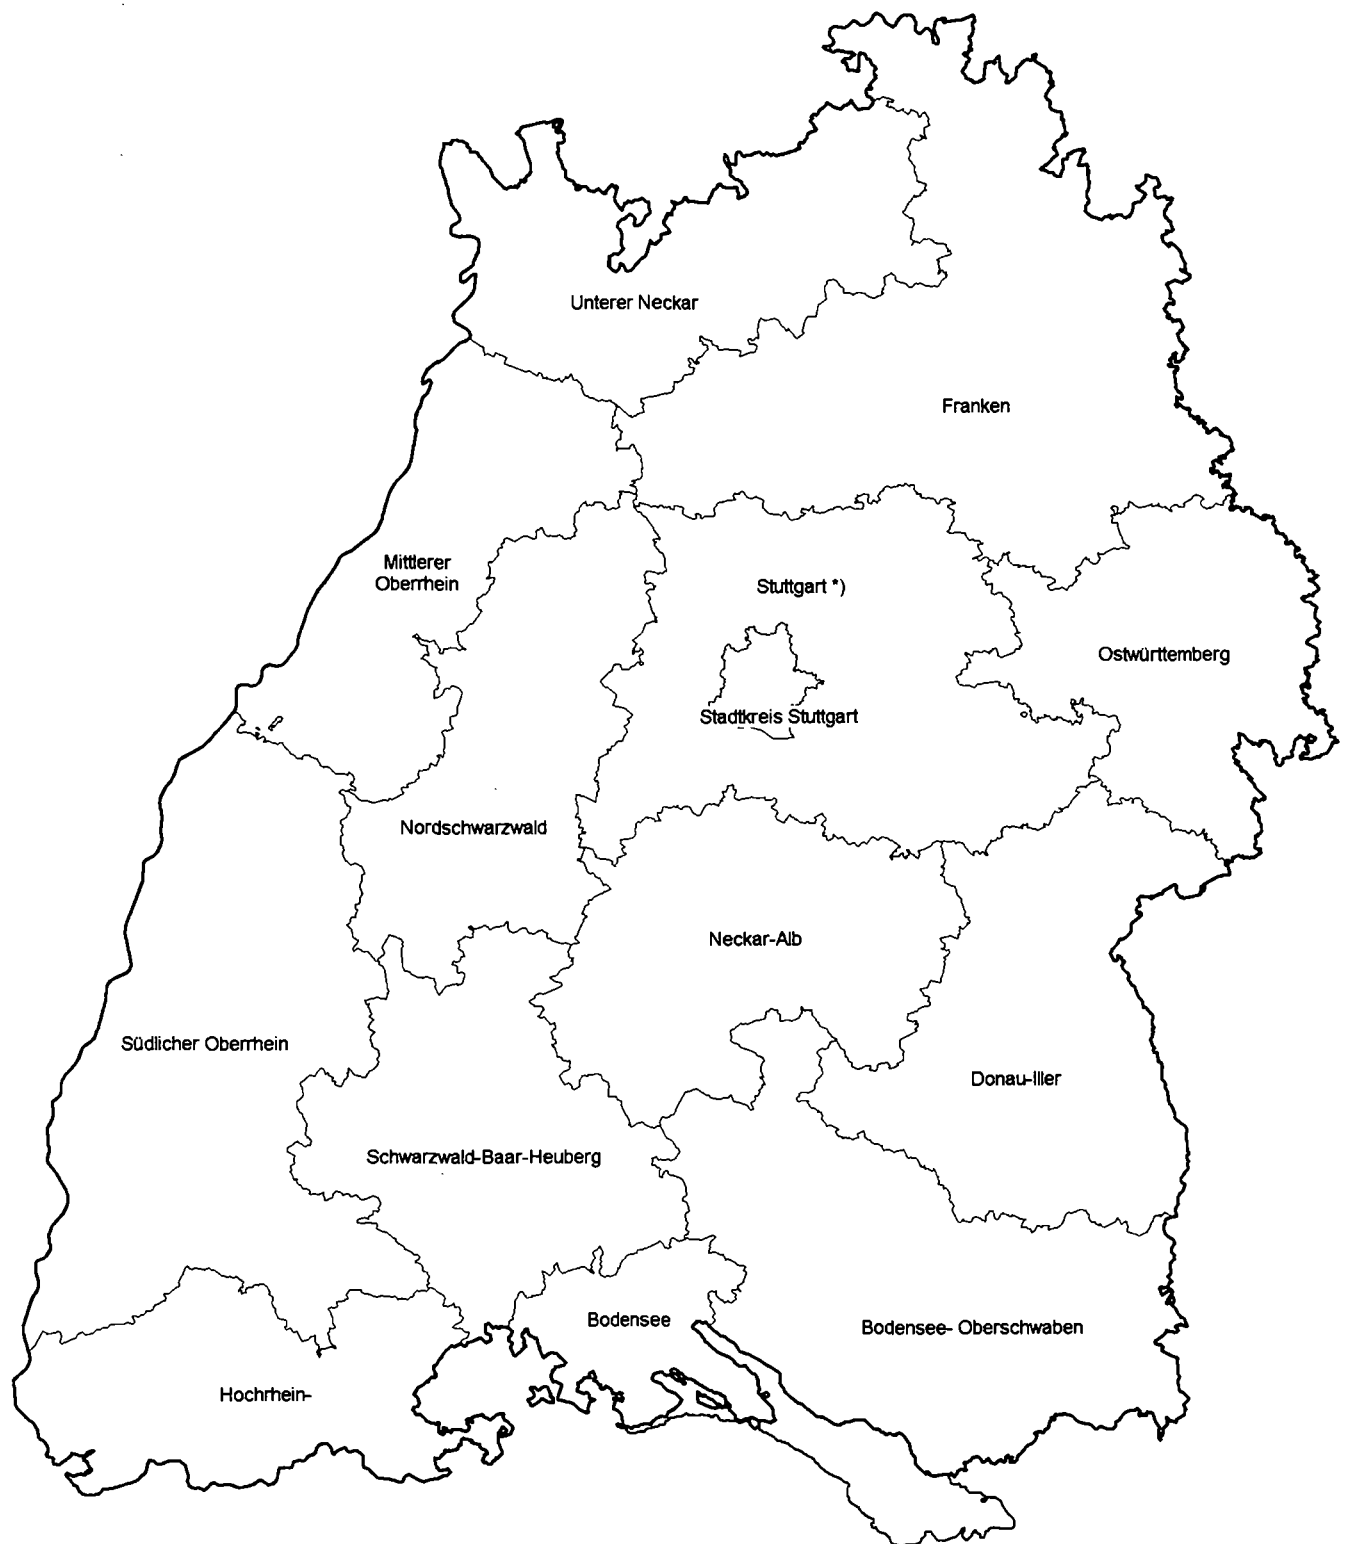 Unterer Neckar
Franken
Mittlerer
Oberrhein
Stuttgart *)
Ostwürttemberg
Stadtkreis Stuttgart
Nordschwarzwald
Neckar-Alb
Südlicher Oberrhein
Donau-Iller
Schwarzwald-Baar-Heuberg
Bodensee
Bodensee- Oberschwaben
Hochrhein-